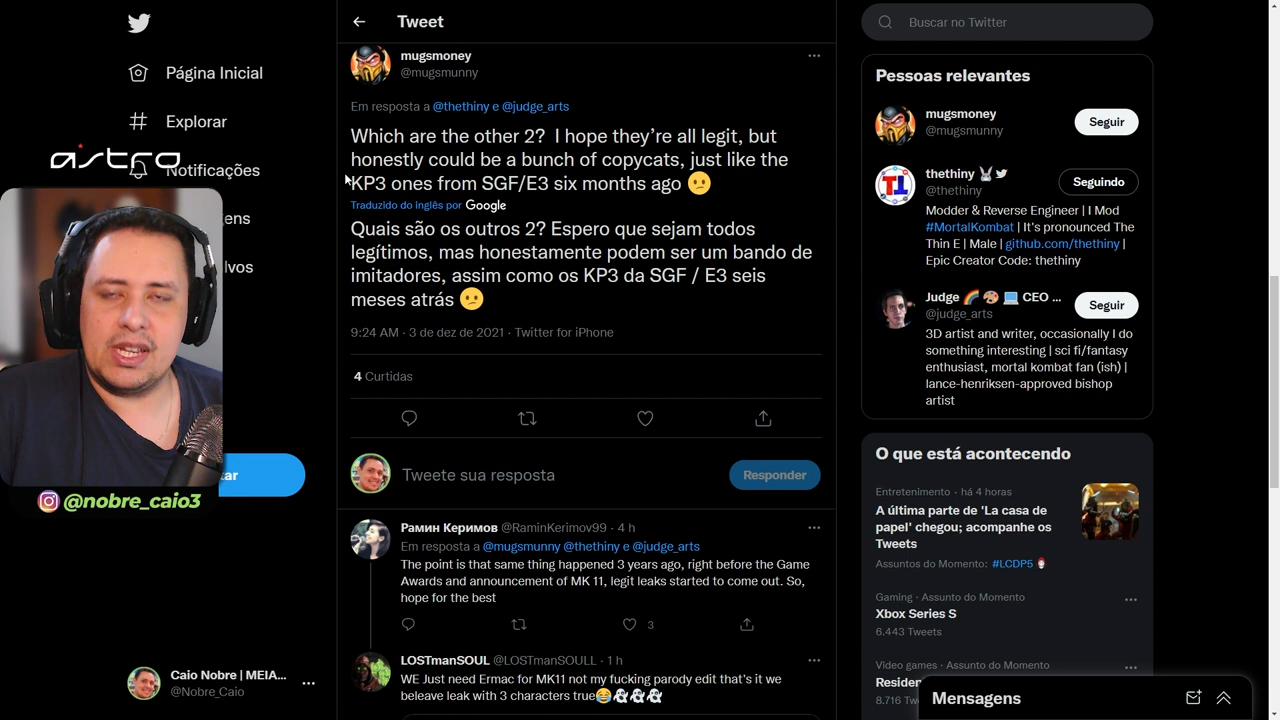 Página Inicial
Explorar
astro
Notificações
ens
lvos
ar
@nobre_caio3
Caio Nobre | MEIA...
@Nobre_Caio
Tweet
mugsmoney
@mugsmunny
Em resposta a @thethiny e @judge_arts
Which are the other 2? I hope they’re all legit, but
honestly could be a bunch of copycats, just like the
KP3 ones from SGF/E3 six months ago 😕
Traduzido do inglês por Google
Quais são os outros 2? Espero que sejam todos
legítimos, mas honestamente podem ser um bando de
imitadores, assim como os KP3 da SGF / E3 seis
meses atrás 😕
9:24 AM · 3 de dez de 2021 · Twitter for iPhone
4 Curtidas
Tweete sua resposta
Responder
Рамин Керимов @RaminKerimov99 · 4 h
Em resposta a @mugsmunny @thethiny e @judge_arts
The point is that same thing happened 3 years ago, right before the Game
Awards and announcement of MK 11, legit leaks started to come out. So,
hope for the best
3
LOSTmanSOUL @LOSTmanSOULL · 1 h
WE Just need Ermac for MK11 not my fucking parody edit that's it we
beleave leak with 3 characters true😂👻👻👻
Buscar no Twitter
Pessoas relevantes
mugsmoney
@mugsmunny
Seguir
thethiny
@thethiny
Seguindo
Modder & Reverse Engineer | I Mod
#MortalKombat | It's pronounced The
Thin E | Male | github.com/thethiny |
Epic Creator Code: thethiny
Judge 🌈 🎨 💻 CEO ...
@judge_arts
Seguir
3D artist and writer, occasionally I do
something interesting | sci fi/fantasy
enthusiast, mortal kombat fan (ish) |
lance-henriksen-approved bishop
artist
O que está acontecendo
Entretenimento · há 4 horas
A última parte de 'La casa de
papel' chegou; acompanhe os
Tweets
Assuntos do Momento: #LCDP5
Gaming · Assunto do Momento
Xbox Series S
6.443 Tweets
Video games · Assunto do Momento
Residen
8.716 Tw
Mensagens